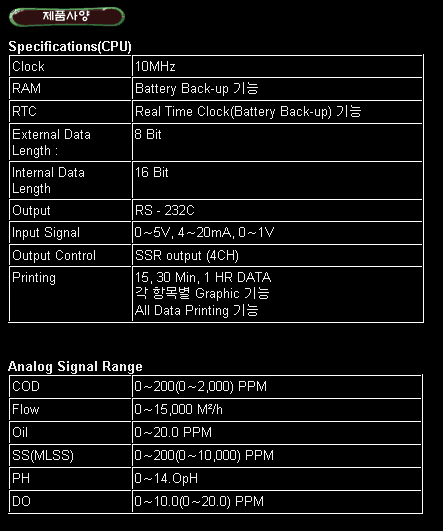 제품사양
Specifications(CPU)
Clock 10MHz
RAM Battery Back-up 기능
RTC Real Time Clock(Battery Back-up) 기능
External Data Length : 8 Bit
Internal Data Length 16 Bit
Output RS - 232C
Input Signal 0~5V, 4~20mA, 0~1V
Output Control SSR output (4CH)
Printing 15, 30 Min, 1 HR DATA
각 항목별 Graphic 기능
All Data Printing 기능
Analog Signal Range
COD 0~200(0~2,000) PPM
Flow 0~15,000 M²/h
Oil 0~20.0 PPM
SS(MLSS) 0~200(0~10,000) PPM
PH 0~14.OpH
DO 0~10.0(0~20.0) PPM